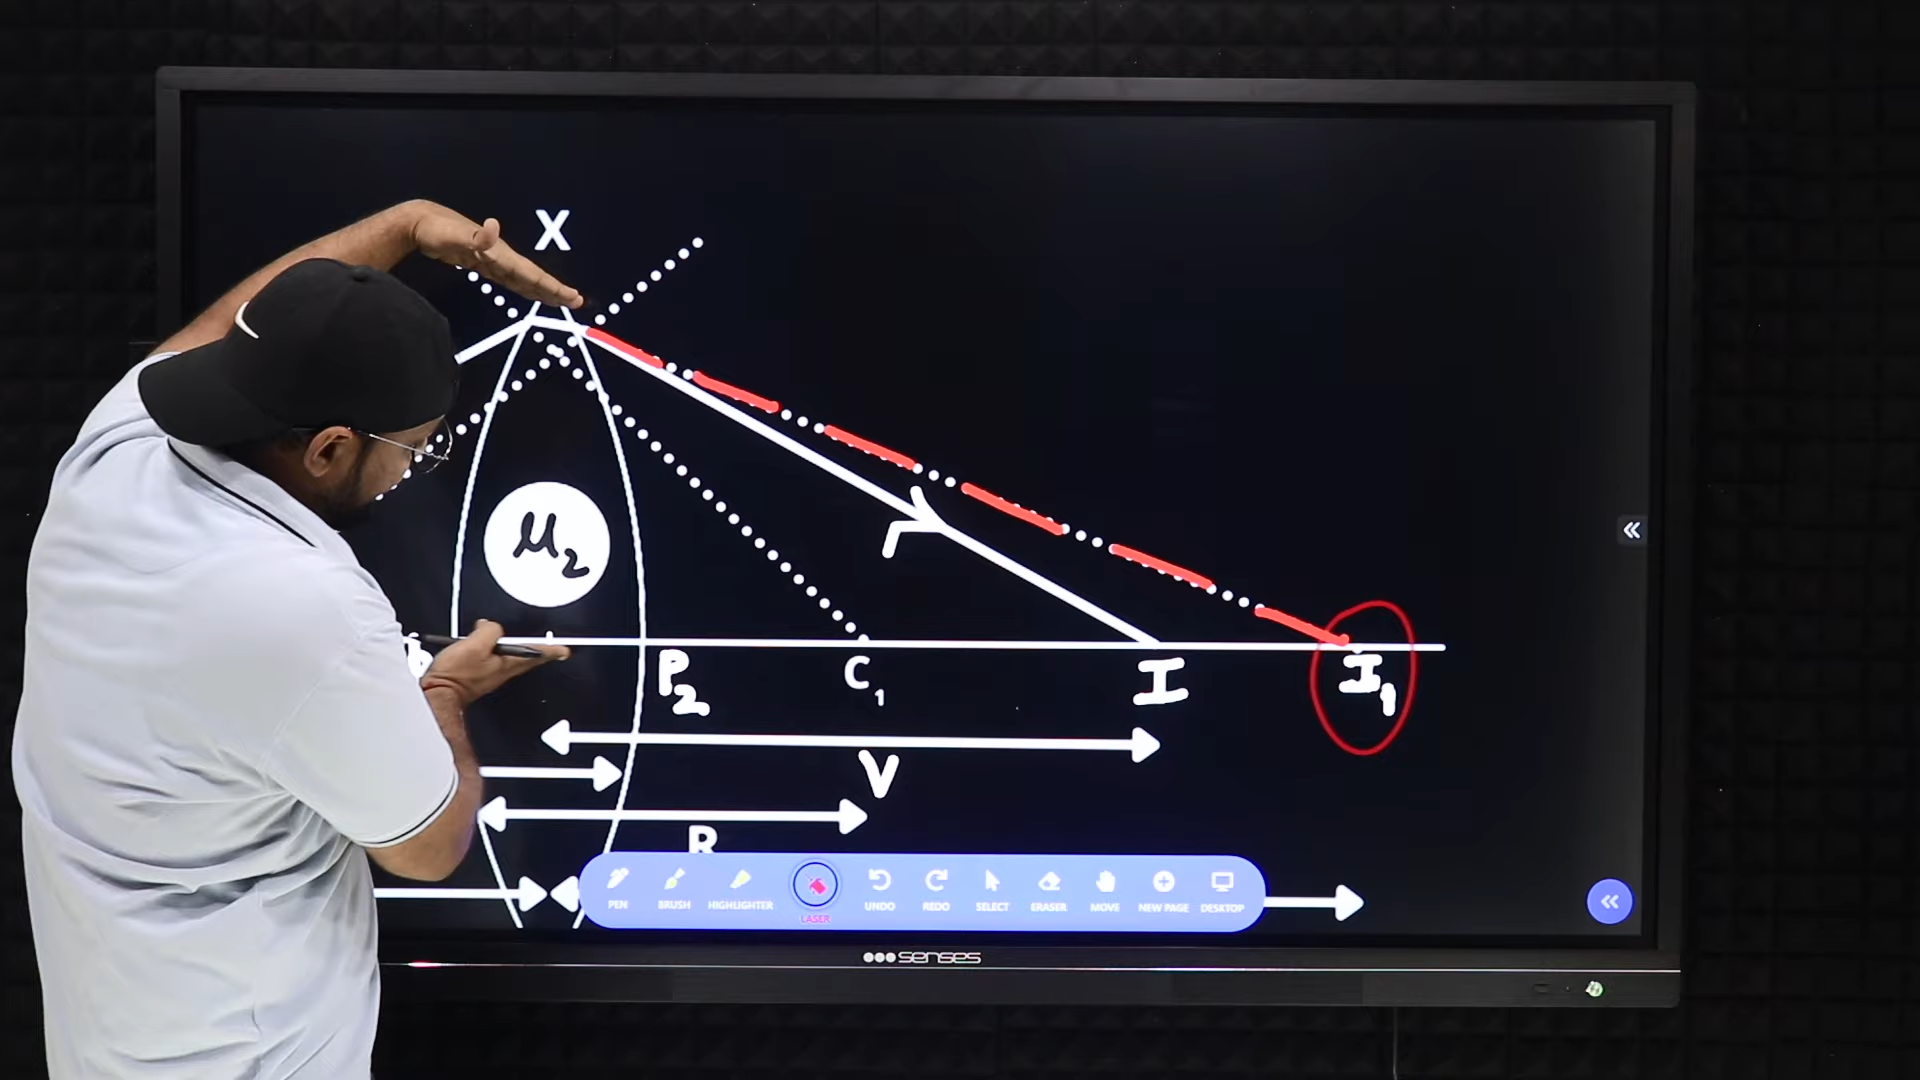 X
μ₂
P₂
C₁
I
I₁
V
R
PEN
BRUSH
HIGHLIGHTER
LASER
UNDO
REDO
SELECT
ERASER
MOVE
NEW PAGE
DESKTOP
senses